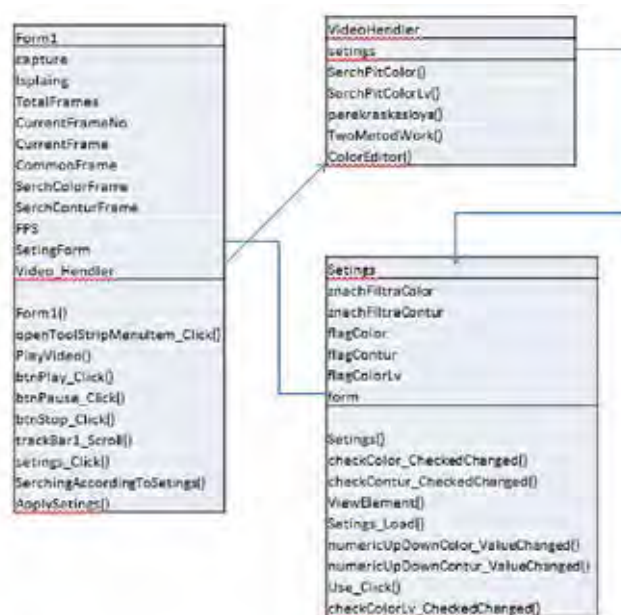 Form1
capture
Isplaing
TotalFrames
CurrentFrameNo
CurrentFrame
CommonFrame
SerchColorFrame
SerchConturFrame
FPS
SetingForm
Video_Hendler
Form1()
openToolStripMenuItem_Click()
PlayVideo()
btnPlay_Click()
btnPause_Click()
btnStop_Click()
trackBar1_Scroll()
setings_Click()
SerchingAccordingToSetings()
ApplySetings()
VideoHendler
setings
SerchPitColor()
SerchPitColorLv()
perekraskasloya()
TwoMetodWork()
ColorEditor()
Setings
znachFiltraColor
znachFiltraContur
flagColor
flagContur
flagColorLv
form
Setings()
checkColor_CheckedChanged()
checkContur_CheckedChanged()
ViewElement()
Setings_Load()
numericUpDownColor_ValueChanged()
numericUpDownContur_ValueChanged()
Use_Click()
checkColorLv_CheckedChanged()